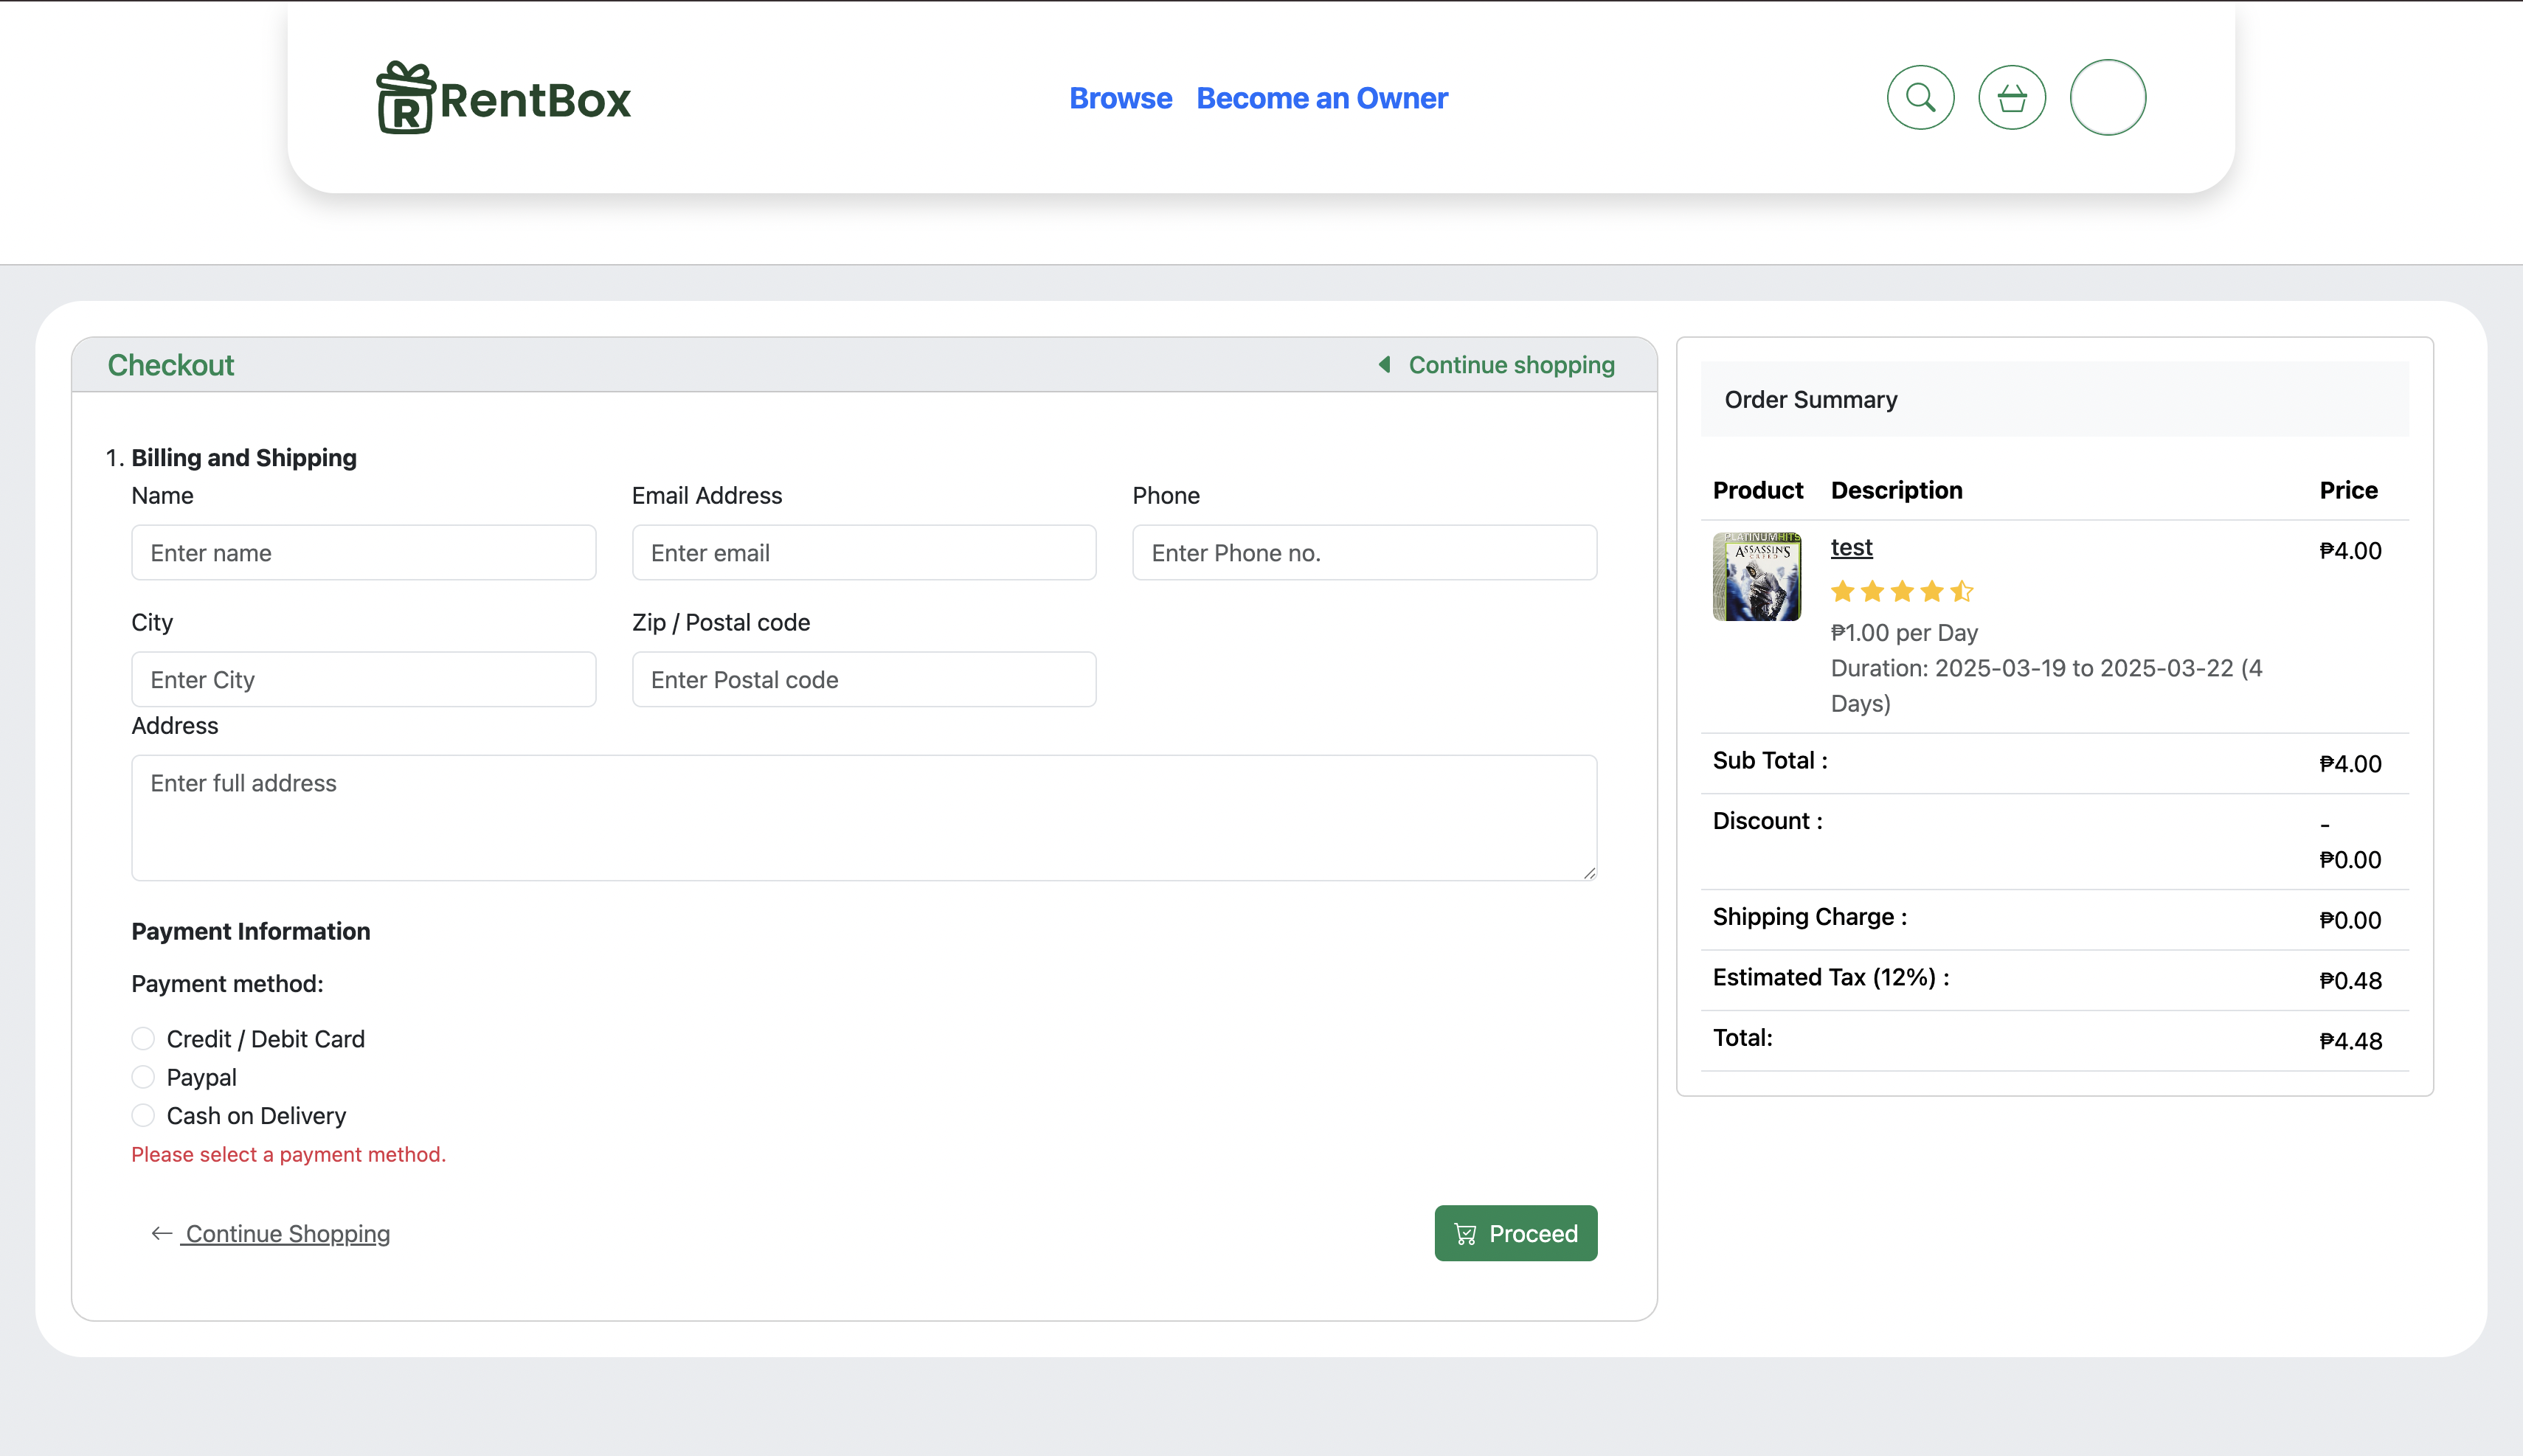 RentBox
Browse Become an Owner
Checkout
Continue shopping
1. Billing and Shipping
Name Email Address Phone
Enter name Enter email Enter Phone no.
City Zip / Postal code
Enter City Enter Postal code
Address
Enter full address
Payment Information
Payment method:
Credit / Debit Card
Paypal
Cash on Delivery
Please select a payment method.
← Continue Shopping
Proceed
Order Summary
Product Description Price
PLATINUM HITS
ASSASSIN'S
CREED
test ₱4.00
₱1.00 per Day
Duration: 2025-03-19 to 2025-03-22 (4
Days)
Sub Total : ₱4.00
Discount : -
₱0.00
Shipping Charge : ₱0.00
Estimated Tax (12%) : ₱0.48
Total: ₱4.48